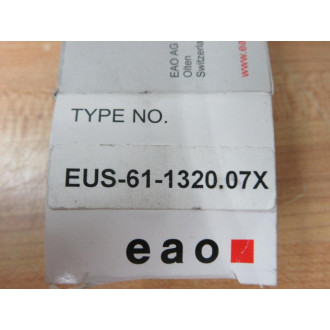 EAO AG
Olten
Switzerla
www.ea
TYPE NO.
EUS-61-1320.07X
eao